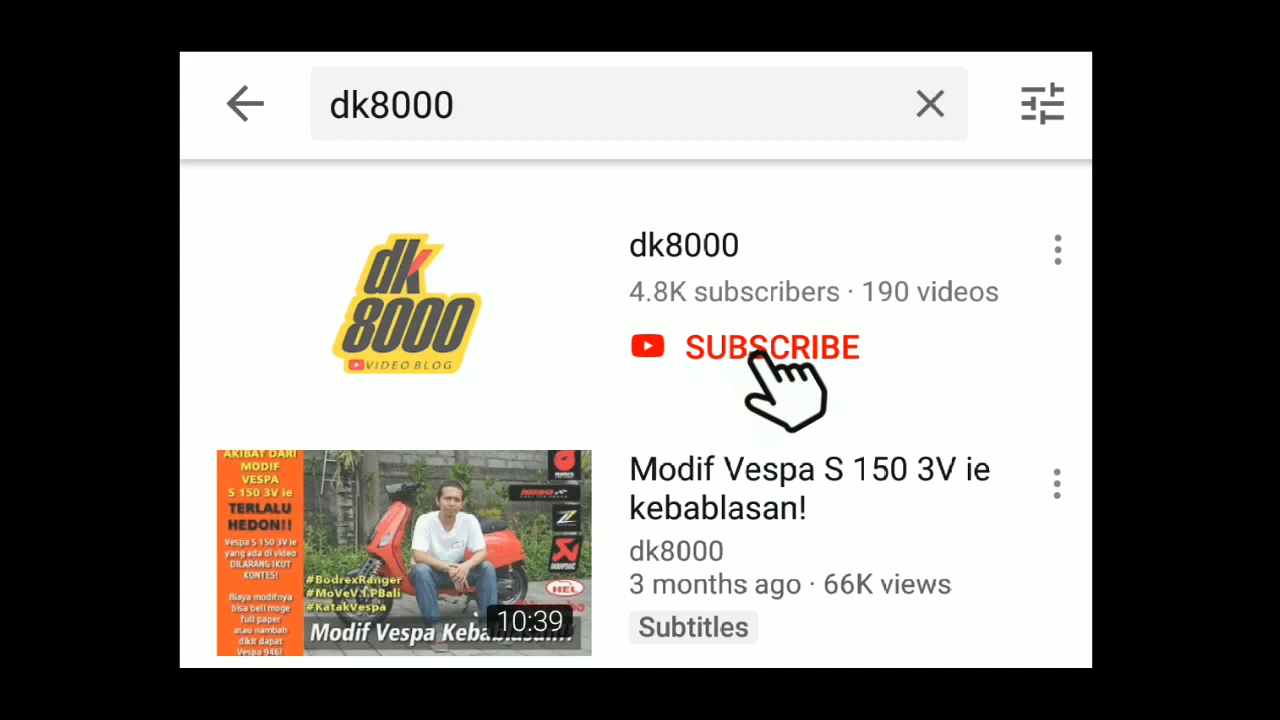 dk8000
dk
8000
VIDEO BLOG
dk8000
4.8K subscribers · 190 videos
SUBSCRIBE
AKIBAT DARI
MODIF
VESPA
S 150 3V ie
TERLALU
HEDON!!
Vespa S 150 3V ie
yang ada di video
DILARANG IKUT
KONTES!
Biaya modifnya
bisa beli moge
full paper
atau nambah
dikit dapat
Vespa 946!
#BodrexRanger
#MoVeV.I.PBali
#KatakVespa
Modif Vespa
HEL
10:39
Modif Vespa S 150 3V ie
kebablasan!
dk8000
3 months ago · 66K views
Subtitles